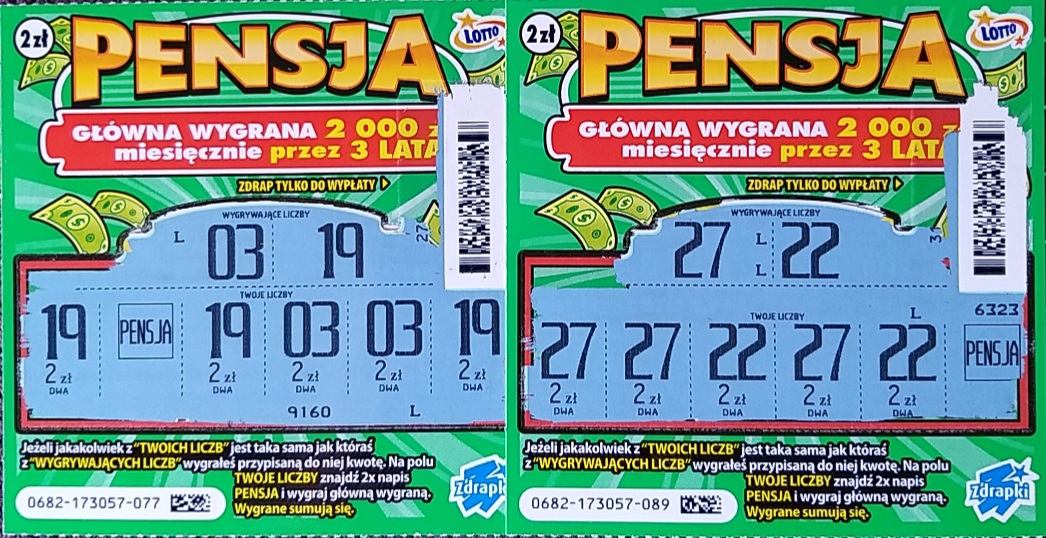 2 zł
PENSJA
LOTTO
GŁÓWNA WYGRANA 2 000
miesięcznie przez 3 LATA
ZDRAP TYLKO DO WYPŁATY
WYGRYWAJĄCE LICZBY
L 03 19 27
TWOJE LICZBY
19 PENSJA 19 03 03 19
2 zł 2 zł 2 zł 2 zł
DWA DWA DWA DWA
9160 L
Jeżeli jakakolwiek z "TWOICH LICZB" jest taka sama jak któraś
z "WYGRYWAJĄCYCH LICZB" wygrałeś przypisaną do niej kwotę. Na polu
TWOJE LICZBY znajdź 2x napis
PENSJA i wygraj główną wygraną.
Wygrane sumują się.
0682-173057-077
2 zł
PENSJA
LOTTO
GŁÓWNA WYGRANA 2 000
miesięcznie przez 3 LATA
ZDRAP TYLKO DO WYPŁATY
WYGRYWAJĄCE LICZBY
27 L L 22
TWOJE LICZBY L 6323
27 27 22 27 22 PENSJA
2 zł 2 zł 2 zł 2 zł 2 zł
DWA DWA DWA DWA DWA
Jeżeli jakakolwiek z "TWOICH LICZB" jest taka sama jak któraś
z "WYGRYWAJĄCYCH LICZB" wygrałeś przypisaną do niej kwotę. Na polu
TWOJE LICZBY znajdź 2x napis
PENSJA i wygraj główną wygraną.
Wygrane sumują się.
Zdrapki
0682-173057-089